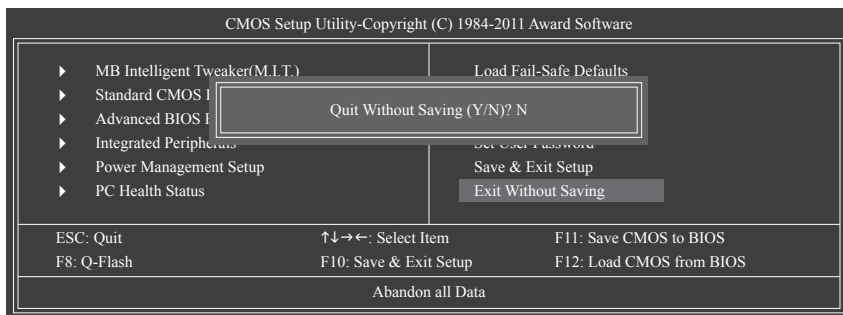 CMOS Setup Utility-Copyright (C) 1984-2011 Award Software
MB Intelligent Tweaker(M.I.T.)
Standard CMOS
Advanced BIOS
Integrated Peripherals
Power Management Setup
PC Health Status
Load Fail-Safe Defaults
Quit Without Saving (Y/N)? N
Set User Password
Save & Exit Setup
Exit Without Saving
ESC: Quit ↑↓→←: Select Item F11: Save CMOS to BIOS
F8: Q-Flash F10: Save & Exit Setup F12: Load CMOS from BIOS
Abandon all Data